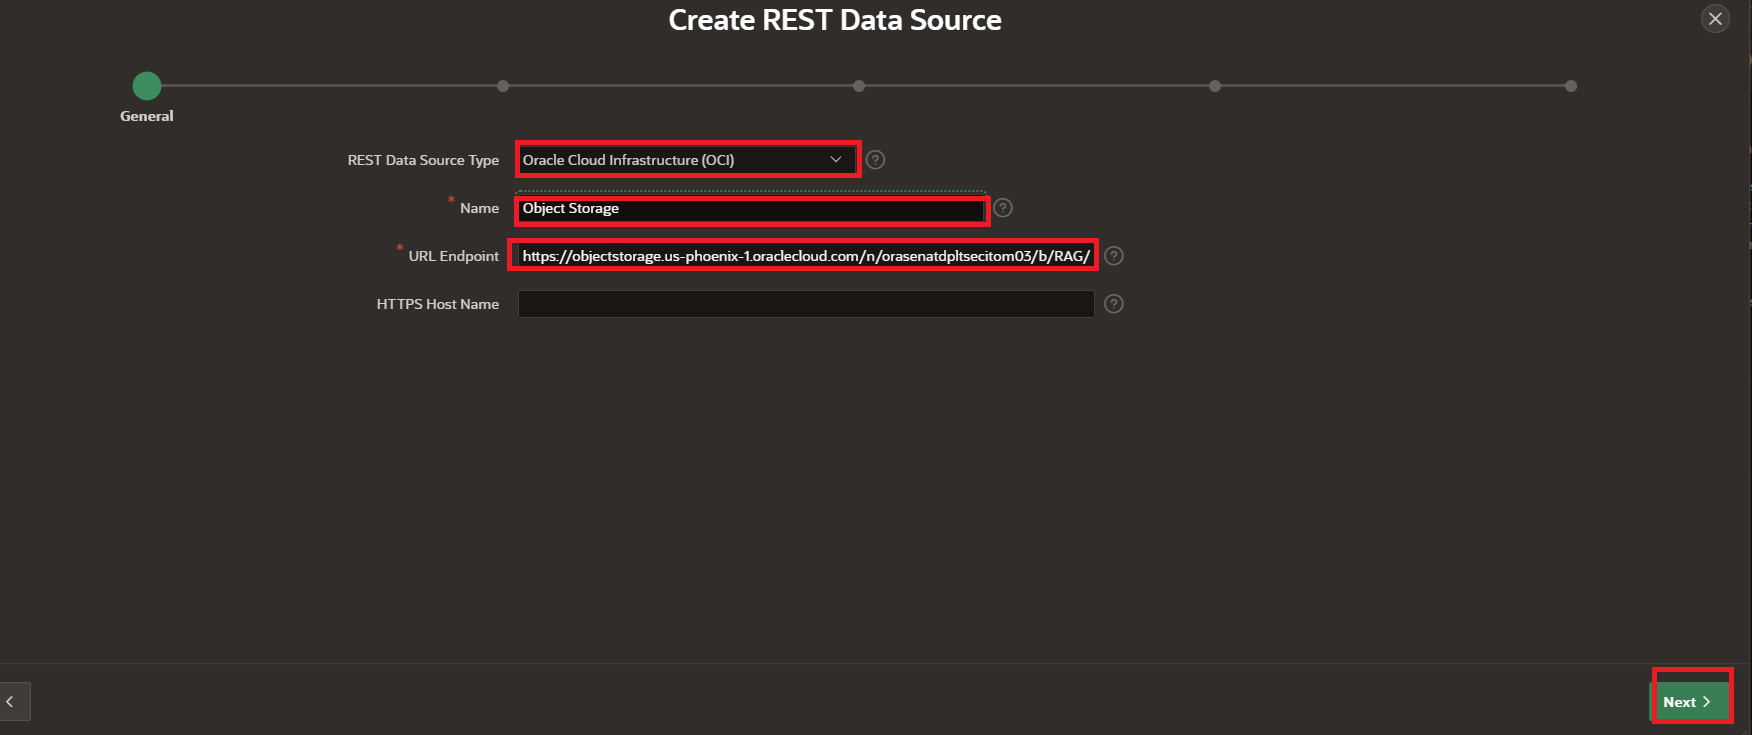 Create REST Data Source
General
REST Data Source Type Oracle Cloud Infrastructure (OCI)
* Name Object Storage
* URL Endpoint https://objectstorage.us-phoenix-1.oraclecloud.com/n/orasenatdpltsecitom03/b/RAG/
HTTPS Host Name
Next